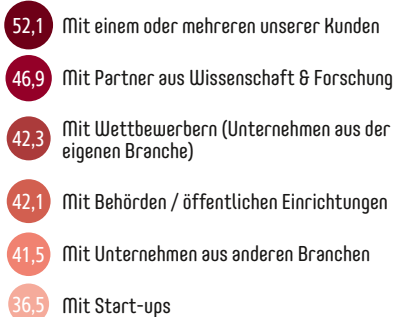 52,1 Mit einem oder mehreren unserer Kunden
46,9 Mit Partner aus Wissenschaft & Forschung
42,3 Mit Wettbewerbern (Unternehmen aus der
eigenen Branche)
42,1 Mit Behörden / öffentlichen Einrichtungen
41,5 Mit Unternehmen aus anderen Branchen
36,5 Mit Start-ups